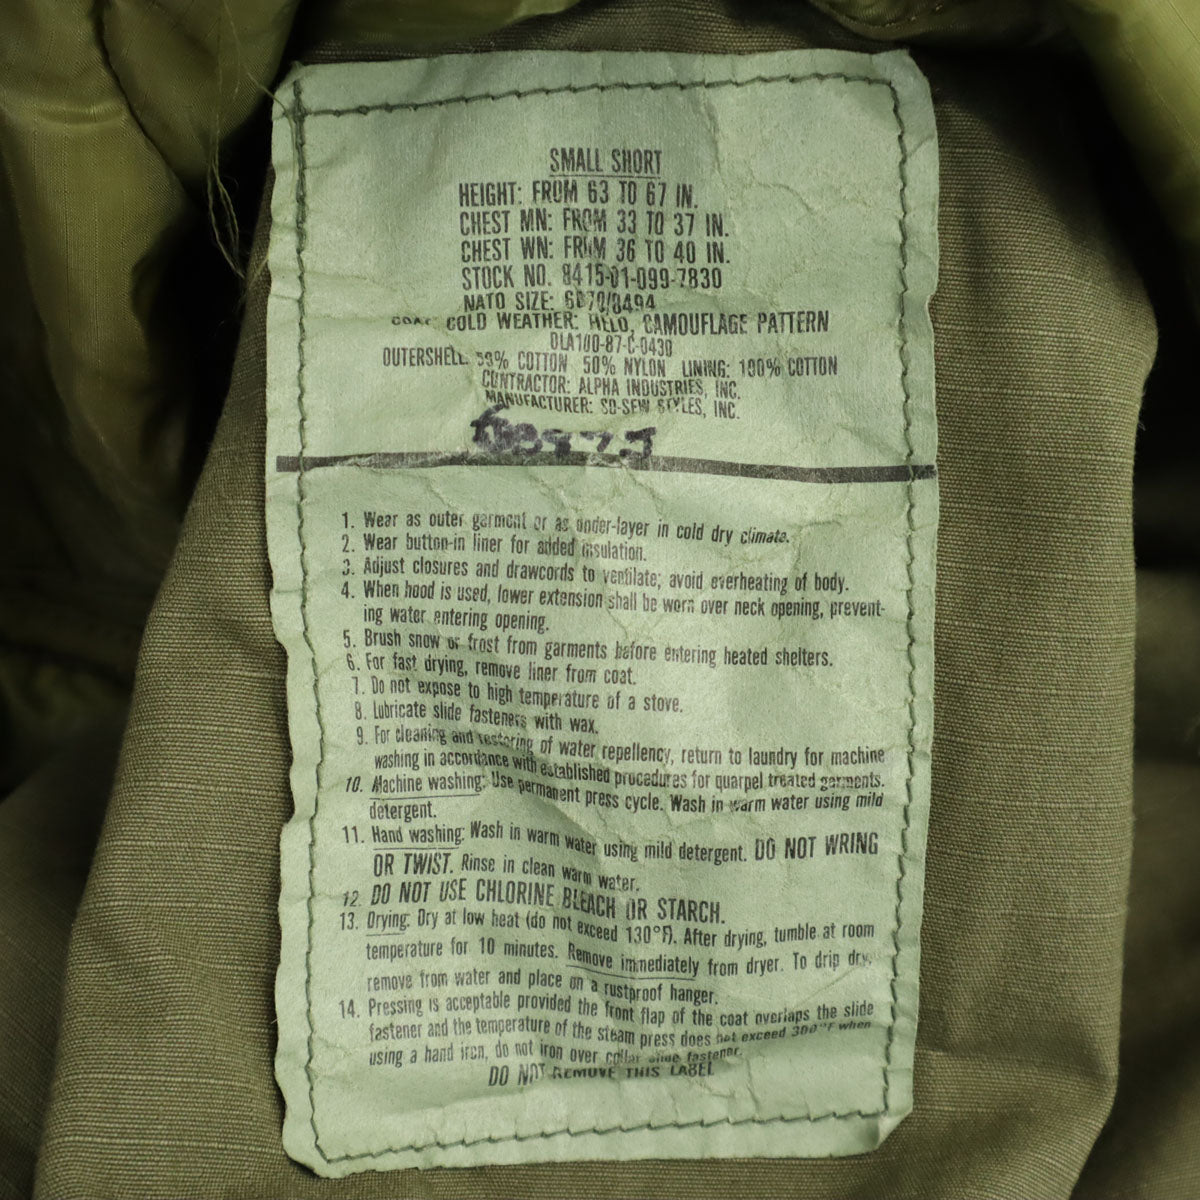 SMALL SHORT
HEIGHT: FROM 63 TO 67 IN.
CHEST MN: FROM 33 TO 37 IN.
CHEST WN: FROM 36 TO 40 IN.
STOCK NO. 8415-01-099-7830
NATO SIZE:
COLD WEATHER: CAMOUFLAGE PATTERN
DLA100-87-C-0430
OUTERSHELL: COTTON 50% NYLON LINING: 100% COTTON
CONTRACTOR: ALPHA INDUSTRIES, INC.
MANUFACTURER: SO-SEW STYLES, INC.
1. Wear as outer garment or as under-layer in cold dry climate.
2. Wear button-in liner for added insulation.
3. Adjust closures and drawcords to ventilate; avoid overheating of body.
4. When hood is used, lower extension shall be worn over neck opening, prevent-
ing water entering opening.
5. Brush snow or frost from garments before entering heated shelters.
6. For fast drying, remove liner from coat.
7. Do not expose to high temperature of a stove.
8. Lubricate slide fasteners with wax.
9. For cleaning and restoring of water repellency, return to laundry for machine
washing in accordance with established procedures for quarpel treated garments.
10. Machine washing: Use permanent press cycle. Wash in warm water using mild
detergent.
11. Hand washing: Wash in warm water using mild detergent. DO NOT WRING
OR TWIST. Rinse in clean warm water.
12. DO NOT USE CHLORINE BLEACH OR STARCH.
13. Drying: Dry at low heat (do not exceed 130°F). After drying, tumble at room
temperature for 10 minutes. Remove immediately from dryer. To drip dry,
remove from water and place on a rustproof hanger.
14. Pressing is acceptable provided the front flap of the coat overlaps the slide
fastener and the temperature of the steam press does not exceed 300°F when
using a hand iron, do not iron over collar slide fastener.
DO NOT REMOVE THIS LABEL